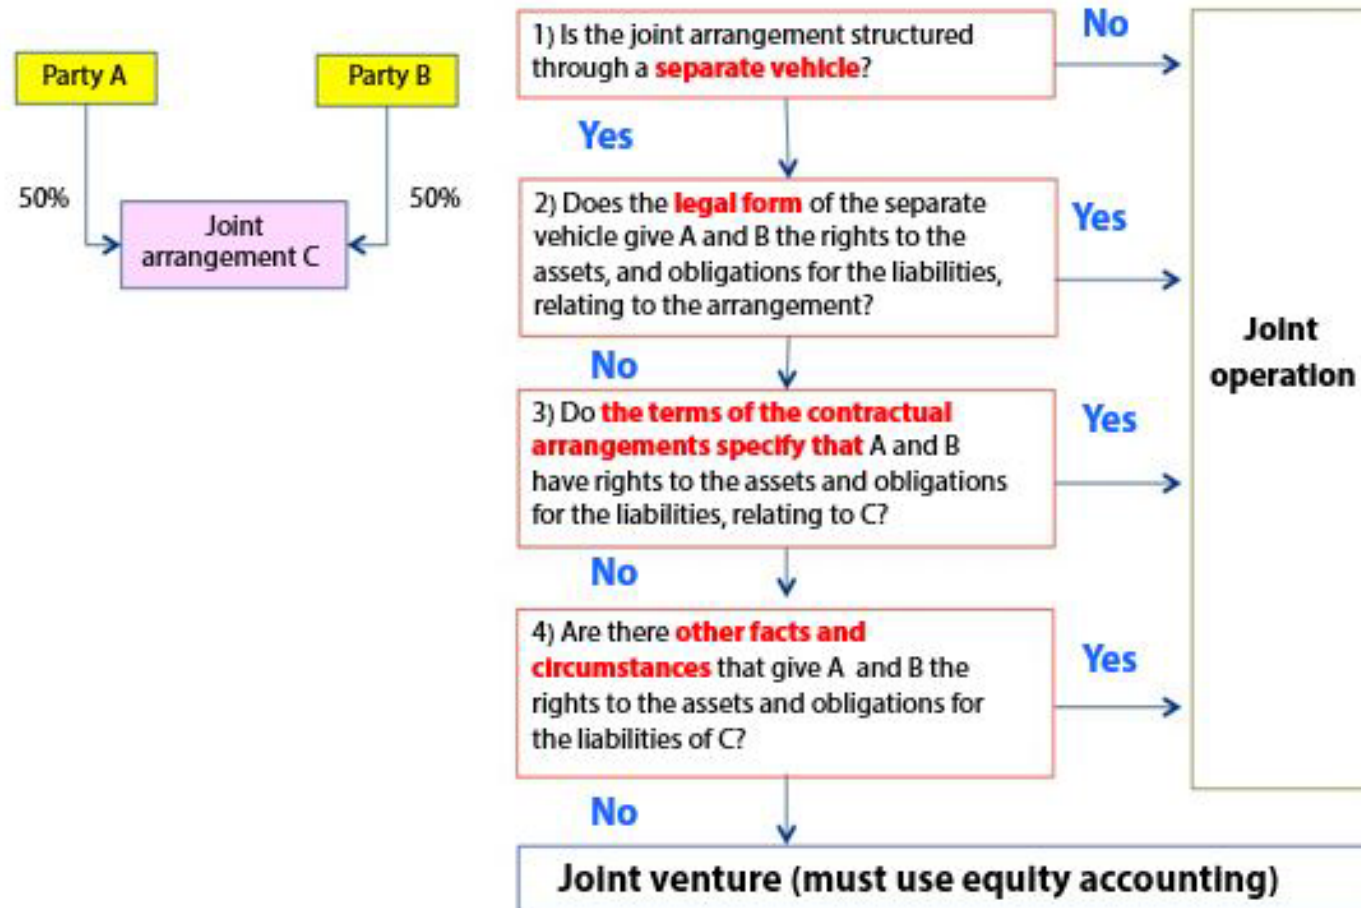 Party A
Party B
50%
50%
Joint
arrangement C
1) Is the joint arrangement structured
through a separate vehicle?
No
Yes
2) Does the legal form of the separate
vehicle give A and B the rights to the
assets, and obligations for the liabilities,
relating to the arrangement?
Yes
No
3) Do the terms of the contractual
arrangements specify that A and B
have rights to the assets and obligations
for the liabilities, relating to C?
Yes
No
4) Are there other facts and
circumstances that give A and B the
rights to the assets and obligations for
the liabilities of C?
Yes
No
Joint
operation
Joint venture (must use equity accounting)